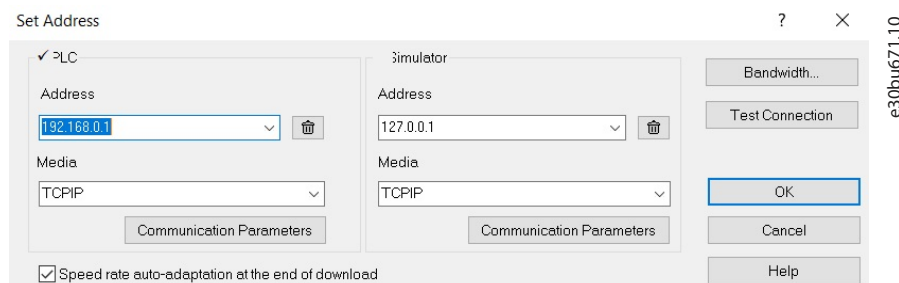 Set Address
? ×
✓ PLC
Simulator
Bandwidth...
Address
Address
192.168.0.1
127.0.0.1
Test Connection
Media
Media
TCPIP
TCPIP
OK
Communication Parameters
Communication Parameters
Cancel
Speed rate auto-adaptation at the end of download
Help
e30bu671.10